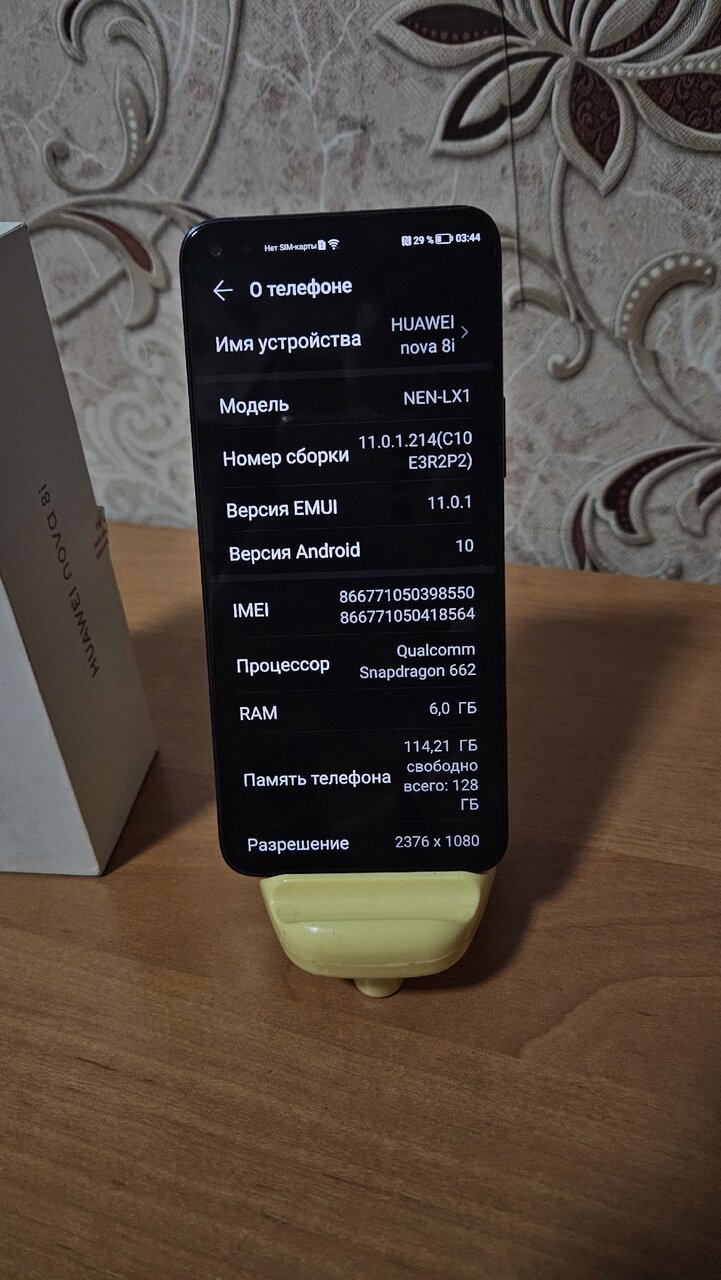 Нет SIM-карты 29 % 03:44
О телефоне
Имя устройства HUAWEI
nova 8i
Модель NEN-LX1
Номер сборки 11.0.1.214(C10
E3R2P2)
Версия EMUI 11.0.1
Версия Android 10
IMEI 866771050398550
866771050418564
Процессор Qualcomm
Snapdragon 662
RAM 6,0 ГБ
Память телефона 114,21 ГБ
свободно
всего: 128
ГБ
Разрешение 2376 x 1080
HUAWEI nova 8i